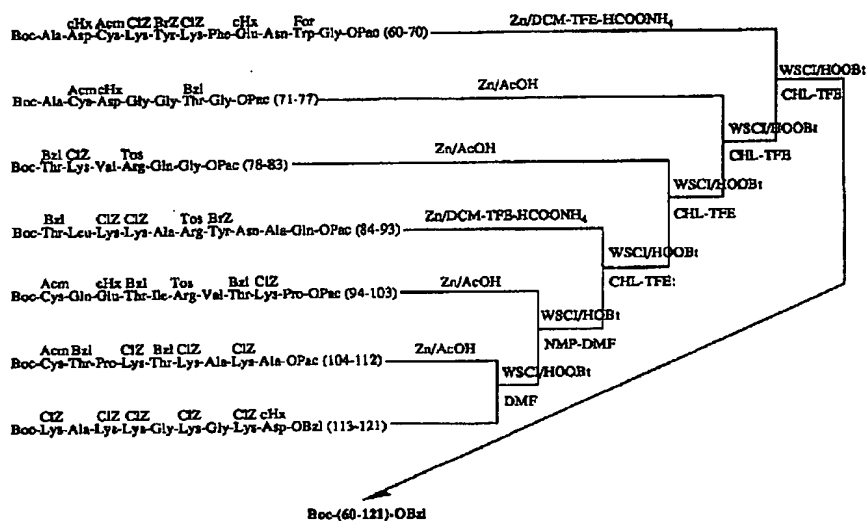 cHx Acm ClZ BrZ ClZ cHx For
Boc-Ala-Asp-Cys-Lys-Tyr-Lys-Phe-Glu-Asn-Trp-Gly-OPac (60-70)
Zn/DCM-TFE-HCOONH4
WSCI/HOOBt
CHL-TFE
Acm cHx Bzl
Boc-Ala-Cys-Asp-Gly-Gly-Thr-Gly-OPac (71-77)
Zn/AcOH
WSCI/HOOBt
CHL-TFE
Bzl ClZ Tos
Boc-Thr-Lys-Val-Arg-Gln-Gly-OPac (78-83)
Zn/AcOH
WSCI/HOOBt
CHL-TFE
Bzl ClZ ClZ Tos BrZ
Boc-Thr-Leu-Lys-Lys-Ala-Arg-Tyr-Asn-Ala-Gln-OPac (84-93)
Zn/DCM-TFE-HCOONH4
WSCI/HOOBt
CHL-TFE:
Acm cHx Bzl Tos Bzl ClZ
Boc-Cys-Gln-Glu-Thr-Ile-Arg-Val-Thr-Lys-Pro-OPac (94-103)
Zn/AcOH
WSCI/HOBt
NMP-DMF
Acm Bzl ClZ Bzl ClZ ClZ
Boc-Cys-Thr-Pro-Lys-Thr-Lys-Ala-Lys-Ala-OPac (104-112)
Zn/AcOH
WSCI/HOOBt
DMF
ClZ ClZ ClZ ClZ ClZ cHx
Boc-Lys-Ala-Lys-Lys-Gly-Lys-Gly-Lys-Asp-OBzl (113-121)
Boc-(60-121)-OBzl